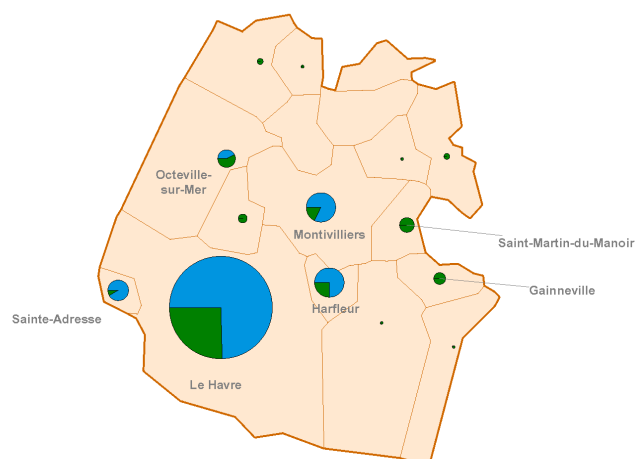 Octeville-
sur-Mer
Montivilliers
Saint-Martin-du-Manoir
Gainneville
Harfleur
Sainte-Adresse
Le Havre